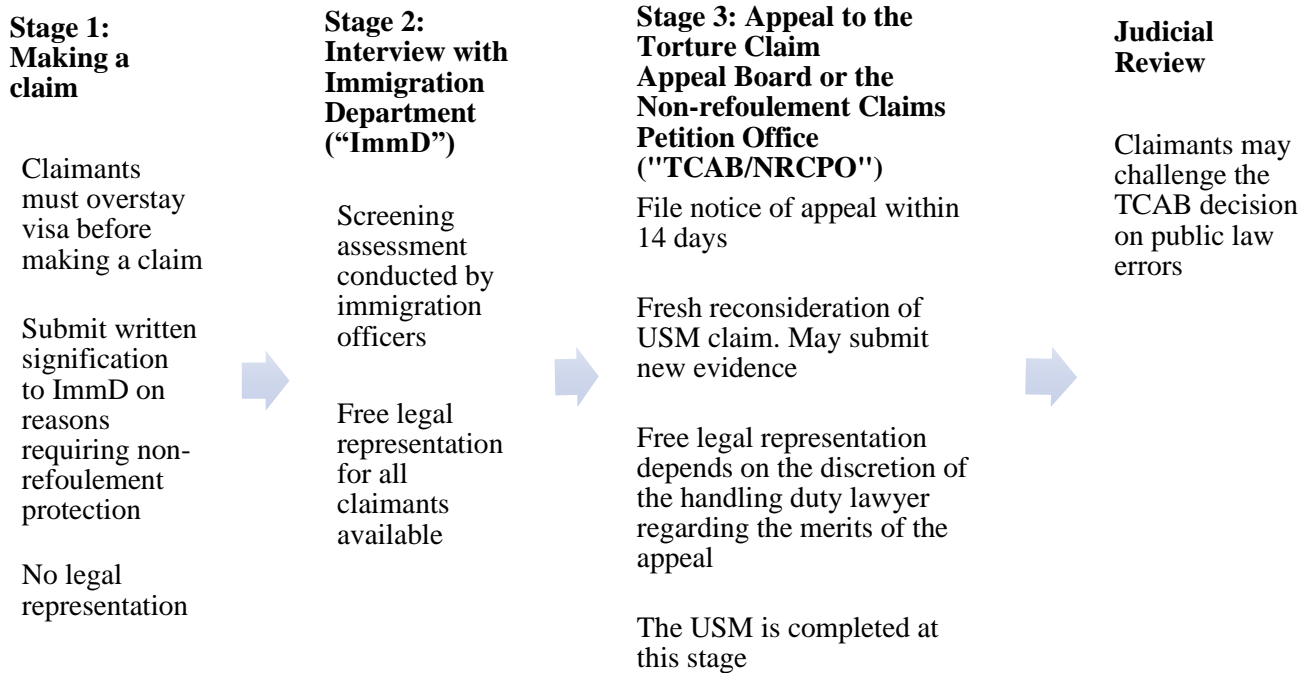 Stage 1:
Making a
claim
Claimants
must overstay
visa before
making a claim
Submit written
signification
to ImmD on
reasons
requiring non-
refoulement
protection
No legal
representation
Stage 2:
Interview with
Immigration
Department
(“ImmD”)
Screening
assessment
conducted by
immigration
officers
Free legal
representation
for all
claimants
available
Stage 3: Appeal to the
Torture Claim
Appeal Board or the
Non-refoulement Claims
Petition Office
("TCAB/NRCPO")
File notice of appeal within
14 days
Fresh reconsideration of
USM claim. May submit
new evidence
Free legal representation
depends on the discretion of
the handling duty lawyer
regarding the merits of the
appeal
The USM is completed at
this stage
Judicial
Review
Claimants may
challenge the
TCAB decision
on public law
errors